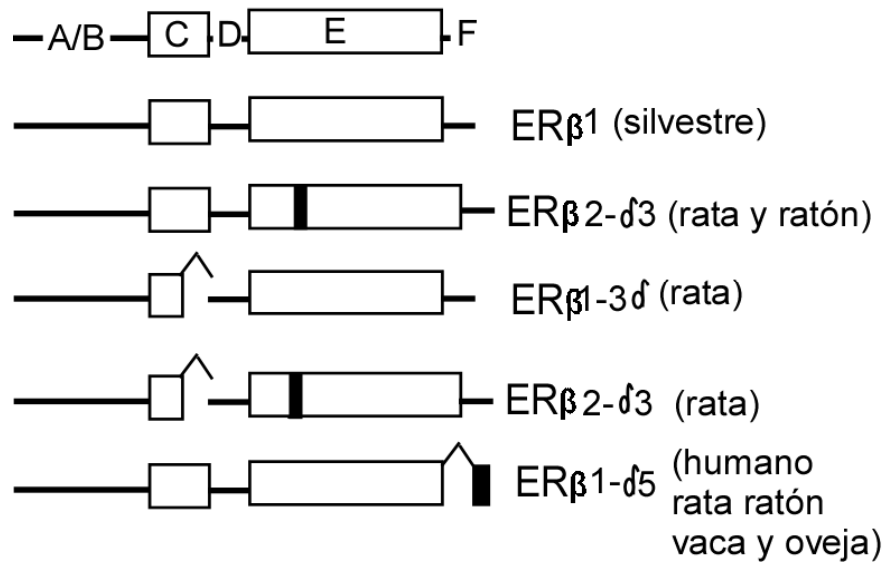 A/B C D E F
ERβ1 (silvestre)
ERβ2-δ3 (rata y ratón)
ERβ1-3δ (rata)
ERβ2-δ3 (rata)
ERβ1-δ5 (humano
rata ratón
vaca y oveja)